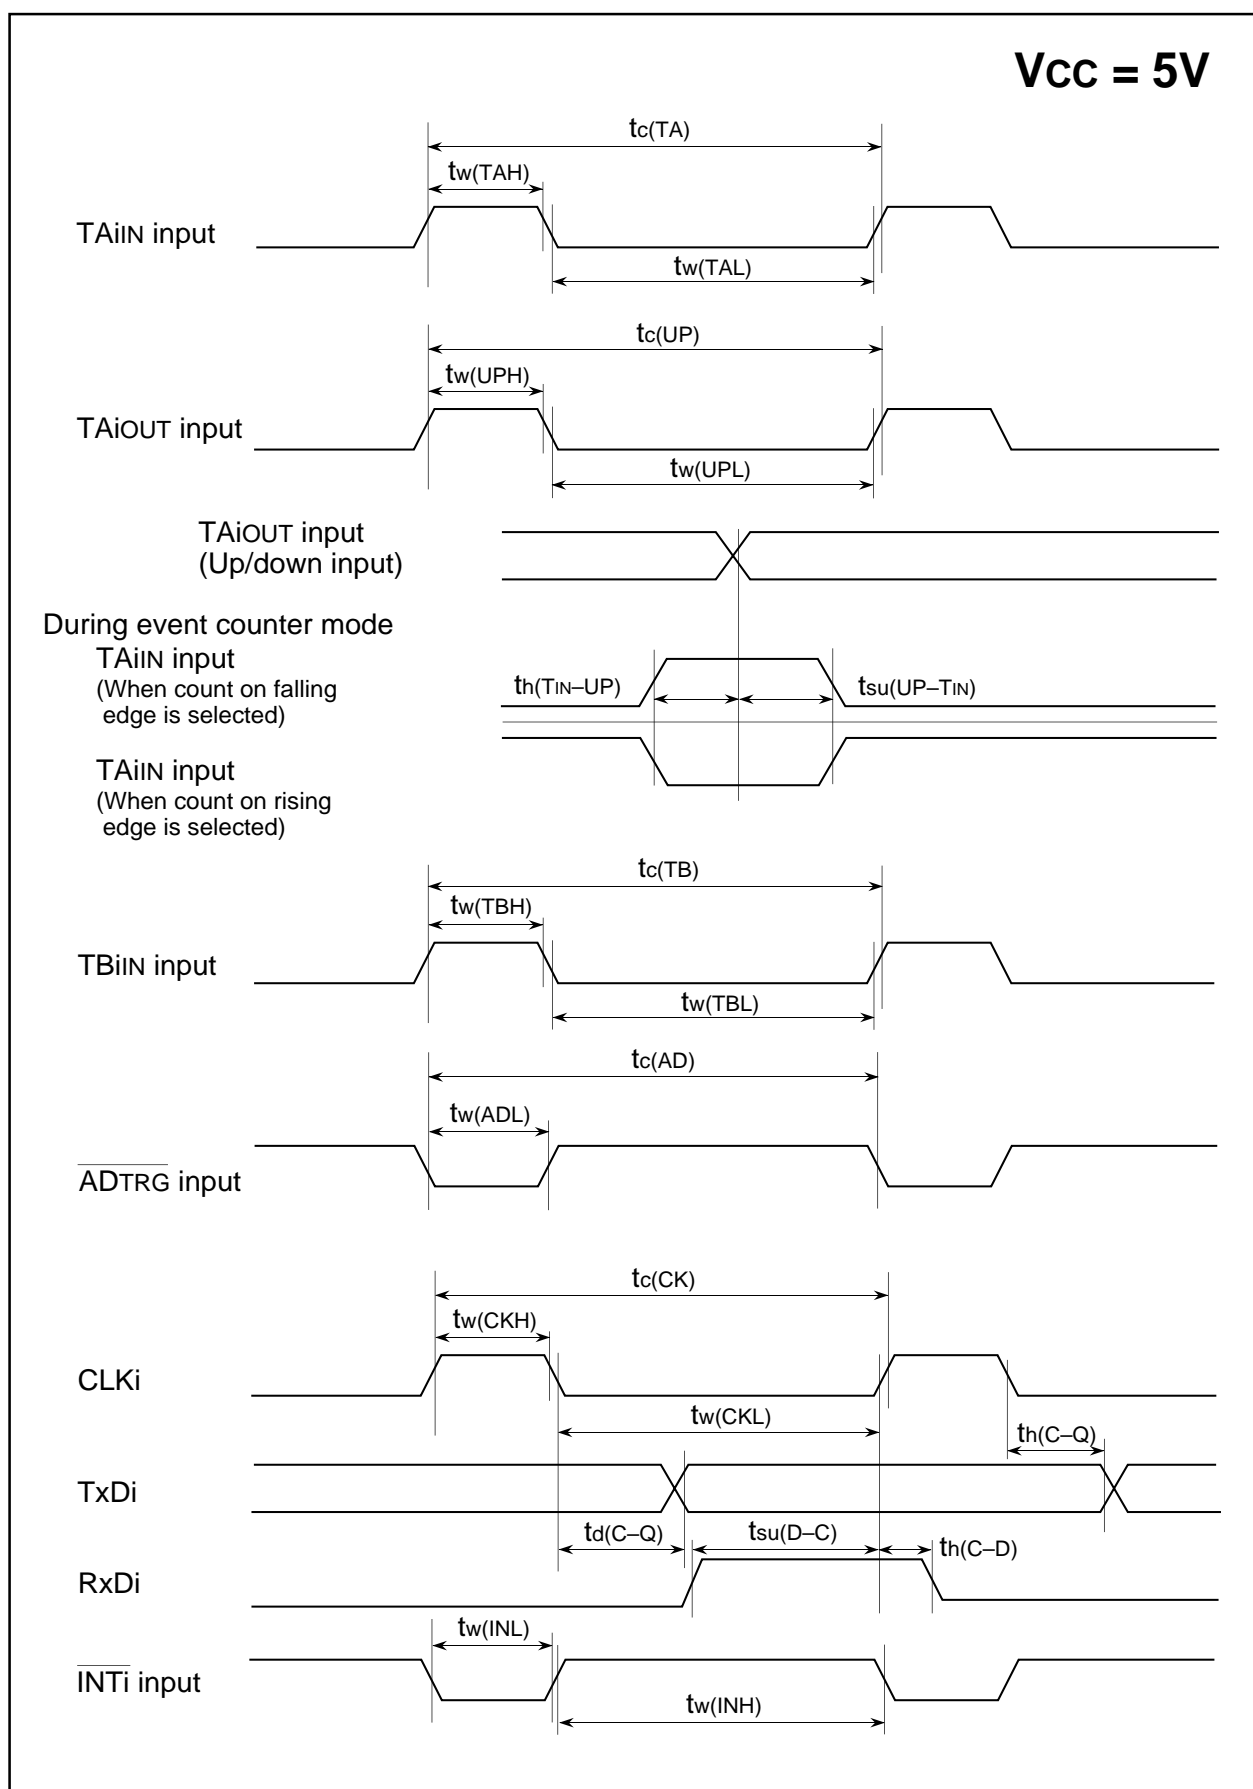 VCC = 5V
tc(TA)
tw(TAH)
TAiIN input
tw(TAL)
tc(UP)
tw(UPH)
TAiOUT input
tw(UPL)
TAiOUT input
(Up/down input)
During event counter mode
TAiIN input
(When count on falling
edge is selected)
th(TIN–UP)
tsu(UP–TIN)
TAiIN input
(When count on rising
edge is selected)
tc(TB)
tw(TBH)
TBiIN input
tw(TBL)
tc(AD)
tw(ADL)
ADTRG input
tc(CK)
tw(CKH)
CLKi
tw(CKL)
th(C–Q)
TxDi
td(C–Q)
tsu(D–C)
th(C–D)
RxDi
tw(INL)
INTi input
tw(INH)